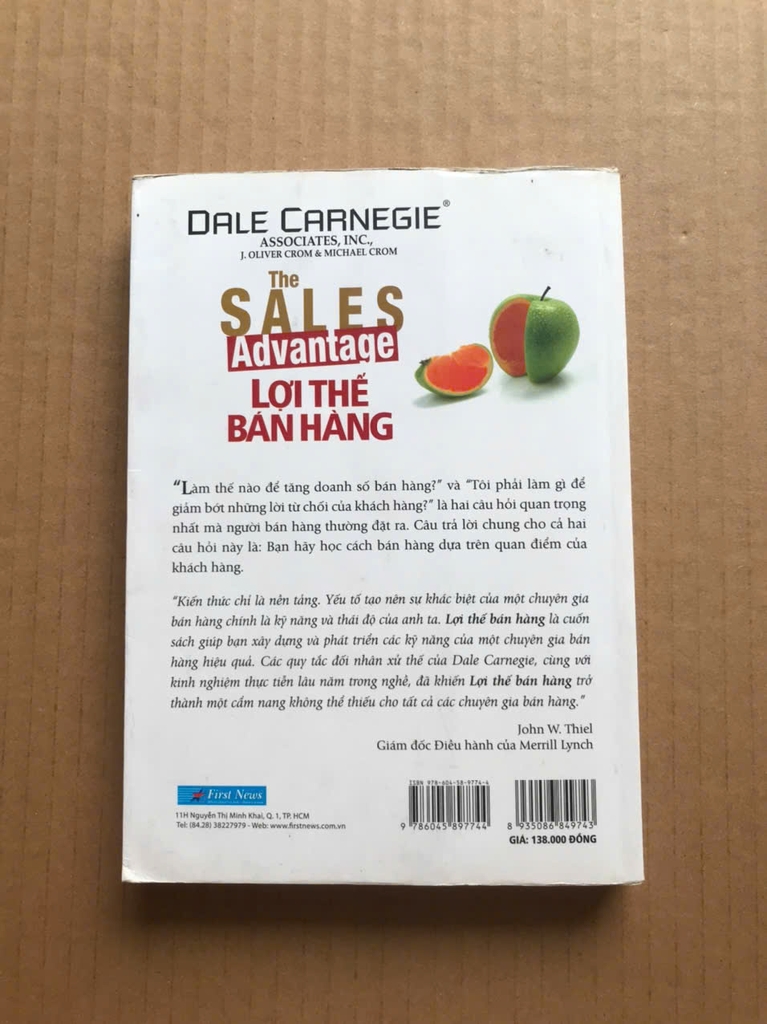 DALE CARNEGIE®
ASSOCIATES, INC.,
J. OLIVER CROM & MICHAEL CROM
The
SALES
Advantage
LỢI THẾ
BÁN HÀNG
“Làm thế nào để tăng doanh số bán hàng?” và “Tôi phải làm gì để
giảm bớt những lời từ chối của khách hàng?” là hai câu hỏi quan trọng
nhất mà người bán hàng thường đặt ra. Câu trả lời chung cho cả hai
câu hỏi này là: Bạn hãy học cách bán hàng dựa trên quan điểm của
khách hàng.
“Kiến thức chỉ là nền tảng. Yếu tố tạo nên sự khác biệt của một chuyên gia
bán hàng chính là kỹ năng và thái độ của anh ta. Lợi thế bán hàng là cuốn
sách giúp bạn xây dựng và phát triển các kỹ năng của một chuyên gia bán
hàng hiệu quả. Các quy tắc đối nhân xử thế của Dale Carnegie, cùng với
kinh nghiệm thực tiễn lâu năm trong nghề, đã khiến Lợi thế bán hàng trở
thành một cẩm nang không thể thiếu cho tất cả các chuyên gia bán hàng.”
John W. Thiel
Giám đốc Điều hành của Merrill Lynch
First News
11H Nguyễn Thị Minh Khai, Q. 1, TP. HCM
Tel: (84.28) 38227979 - Web: www.firstnews.com.vn
ISBN 978-604-58-9774-4
9 786045 897744
8 935086 849743
GIÁ: 138.000 ĐỒNG